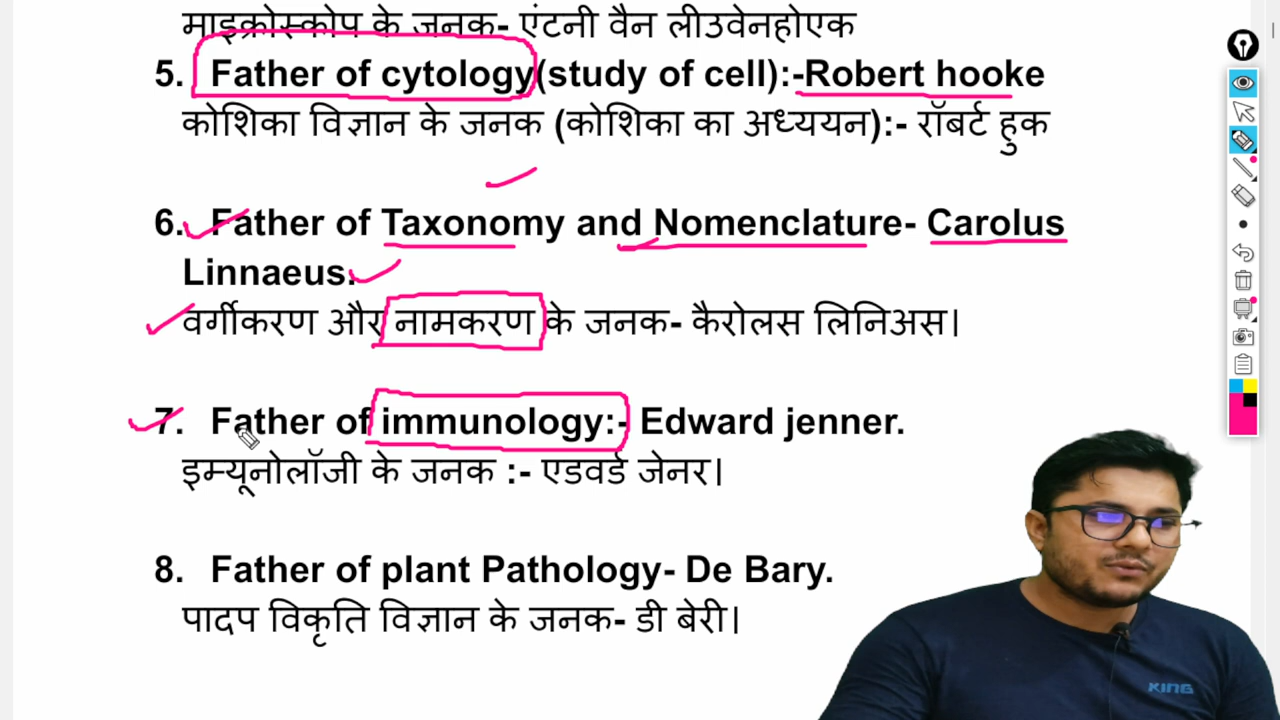 माइक्रोस्कोप के जनक- एंटनी वैन लीउवेनहोएक
5. Father of cytology(study of cell):-Robert hooke
कोशिका विज्ञान के जनक (कोशिका का अध्ययन):- रॉबर्ट हुक
6. Father of Taxonomy and Nomenclature- Carolus
Linnaeus.
वर्गीकरण और नामकरण के जनक- कैरोलस लिनिअस।
7. Father of immunology:- Edward jenner.
इम्यूनोलॉजी के जनक :- एडवर्ड जेनर।
8. Father of plant Pathology- De Bary.
पादप विकृति विज्ञान के जनक- डी बेरी।
KING